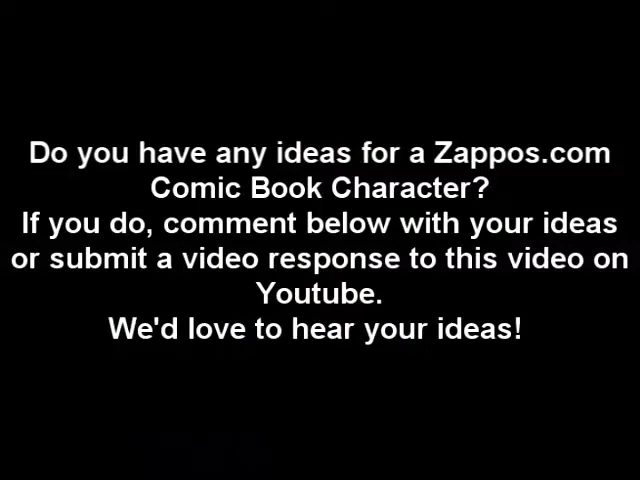 Do you have any ideas for a Zappos.com
Comic Book Character?
If you do, comment below with your ideas
or submit a video response to this video on
Youtube.
We'd love to hear your ideas!